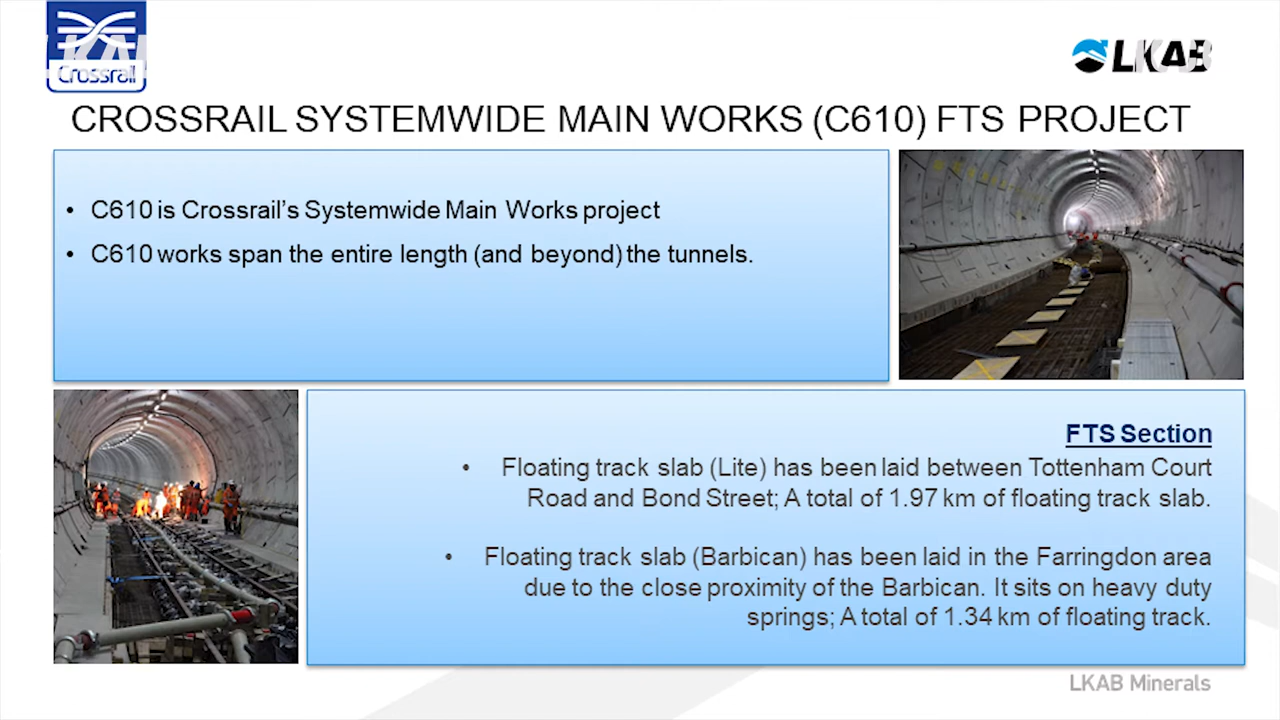 Crossrail
LKAB
CROSSRAIL SYSTEMWIDE MAIN WORKS (C610) FTS PROJECT
• C610 is Crossrail’s Systemwide Main Works project
• C610 works span the entire length (and beyond) the tunnels.
FTS Section
• Floating track slab (Lite) has been laid between Tottenham Court
Road and Bond Street; A total of 1.97 km of floating track slab.
• Floating track slab (Barbican) has been laid in the Farringdon area
due to the close proximity of the Barbican. It sits on heavy duty
springs; A total of 1.34 km of floating track.
LKAB Minerals